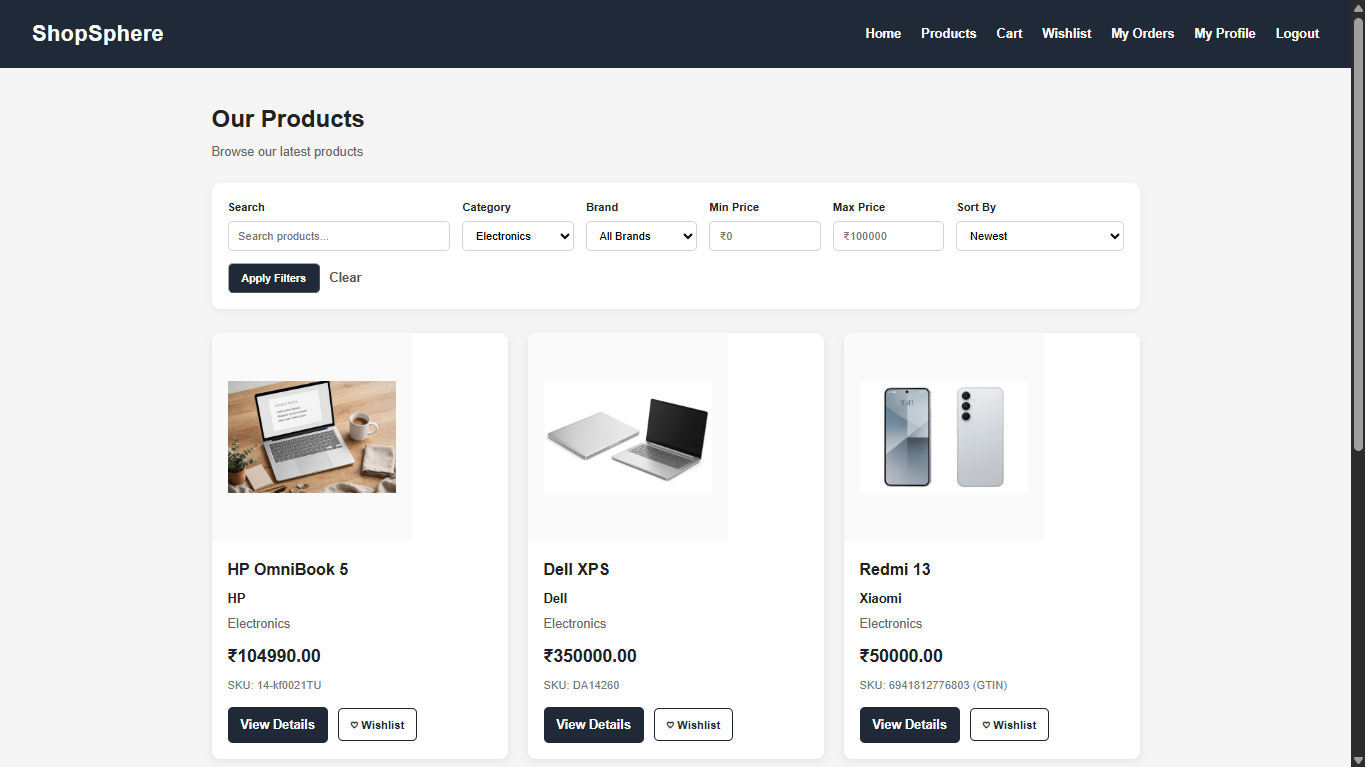 ShopSphere
Home Products Cart Wishlist My Orders My Profile Logout
Our Products
Browse our latest products
Search Category Brand Min Price Max Price Sort By
Search products... Electronics All Brands ₹0 ₹100000 Newest
Apply Filters Clear
9:41
HP OmniBook 5
HP
Electronics
₹104990.00
SKU: 14-kf0021TU
View Details ♡ Wishlist
Dell XPS
Dell
Electronics
₹350000.00
SKU: DA14260
View Details ♡ Wishlist
Redmi 13
Xiaomi
Electronics
₹50000.00
SKU: 6941812776803 (GTIN)
View Details ♡ Wishlist